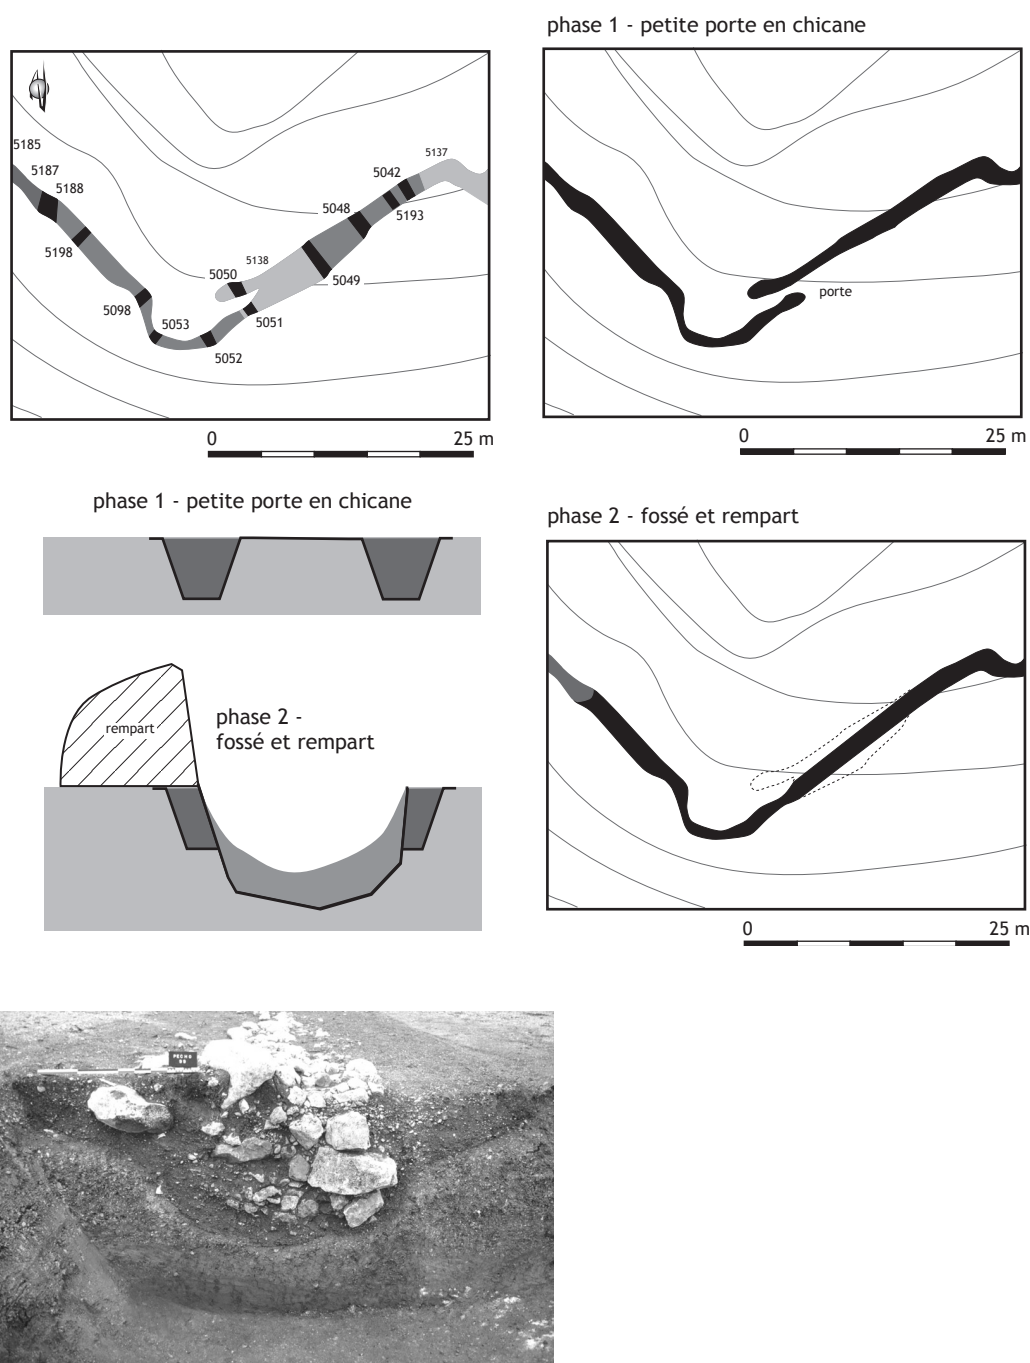 phase 1 - petite porte en chicane
5185
5187
5188
5198
5098
5053
5052
5050
5138
5051
5049
5048
5042
5137
5193
0 25 m
porte
0 25 m
phase 1 - petite porte en chicane
rempart
phase 2 -
fossé et rempart
phase 2 - fossé et rempart
0 25 m